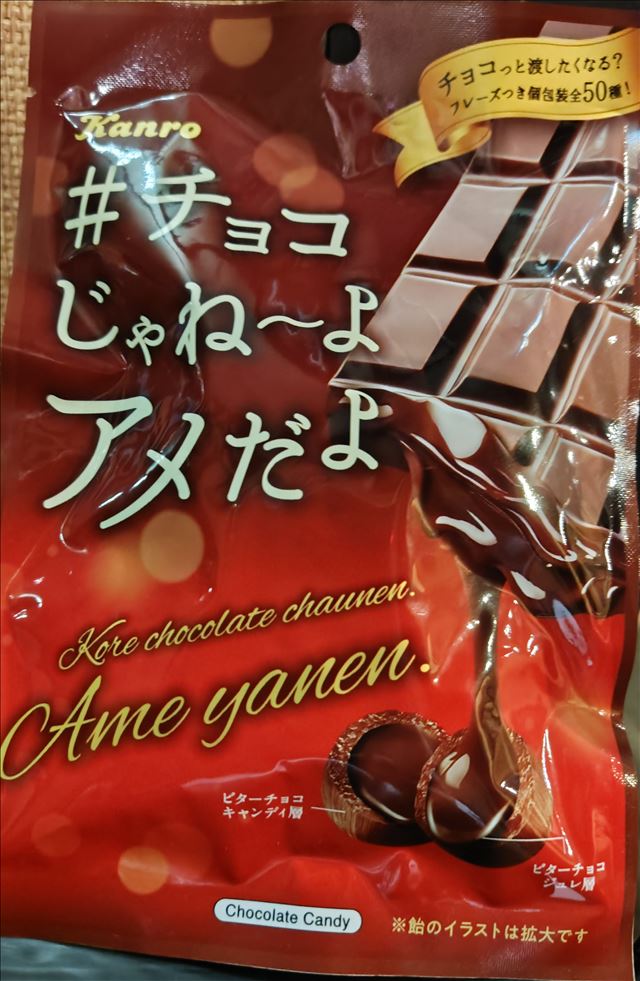 チョコっと渡したくなる？
フレーズつき個包装全50種！
Kanro
#チョコ
じゃね〜よ
アメだよ
Kore chocolate chaunen.
Ame yanen.
ビターチョコ
キャンディ層
ビターチョコ
ジュレ層
Chocolate Candy
※飴のイラストは拡大です